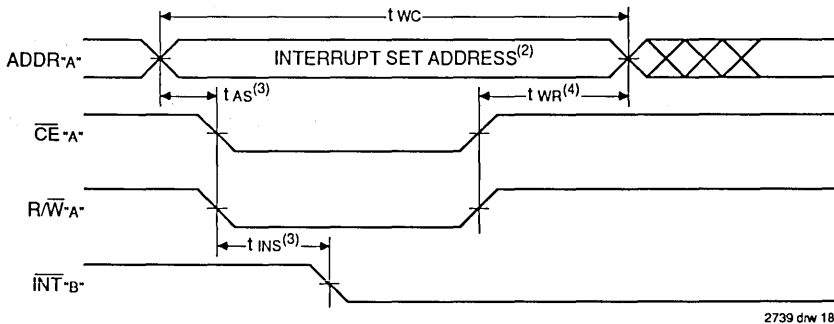 t WC
ADDR"A"
INTERRUPT SET ADDRESS(2)
t AS(3)
t WR(4)
CE "A"
R/W"A"
t INS(3)
INT"B"
2739 drw 18